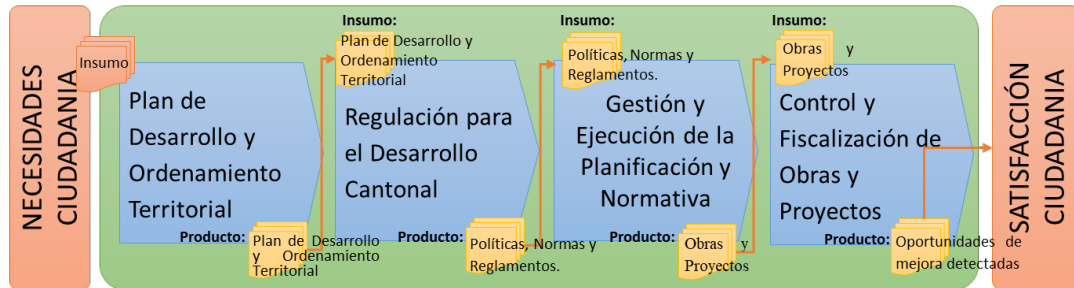 NECESIDADES
CIUDADANIA
Insumo
Plan de
Desarrollo y
Ordenamiento
Territorial
Producto:
Plan de Desarrollo
y Ordenamiento
Territorial
Insumo:
Plan de Desarrollo y
Ordenamiento
Territorial
Regulación para
el Desarrollo
Cantonal
Producto:
Políticas, Normas y
Reglamentos.
Insumo:
Políticas, Normas y
Reglamentos.
Gestión y
Ejecución de la
Planificación y
Normativa
Producto:
Obras y
Proyectos
Insumo:
Obras y
Proyectos
Control y
Fiscalización de
Obras y
Proyectos
Producto:
Oportunidades de
mejora detectadas
SATISFACCIÓN
CIUDADANIA